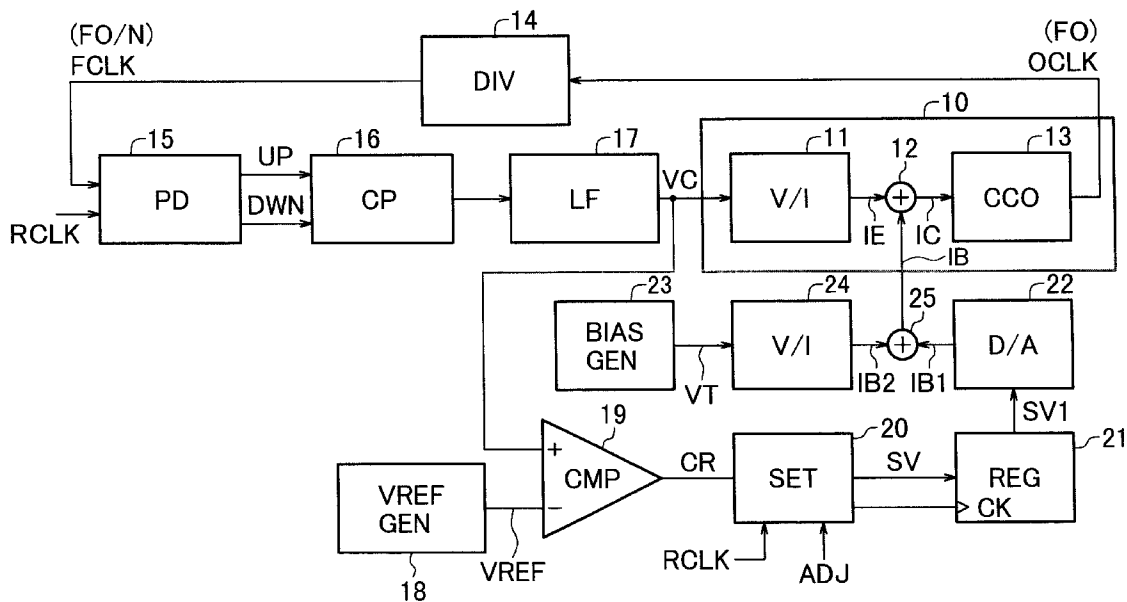 (FO/N)
FCLK
14
DIV
(FO)
OCLK
10
15
PD
UP
DWN
RCLK
16
CP
17
LF
VC
11
V/I
IE
12
IC
IB
13
CCO
23
BIAS
GEN
VT
24
V/I
IB2
25
IB1
22
D/A
SV1
19
+
CMP
−
CR
20
SET
SV
21
REG
CK
VREF
GEN
18
VREF
RCLK
ADJ